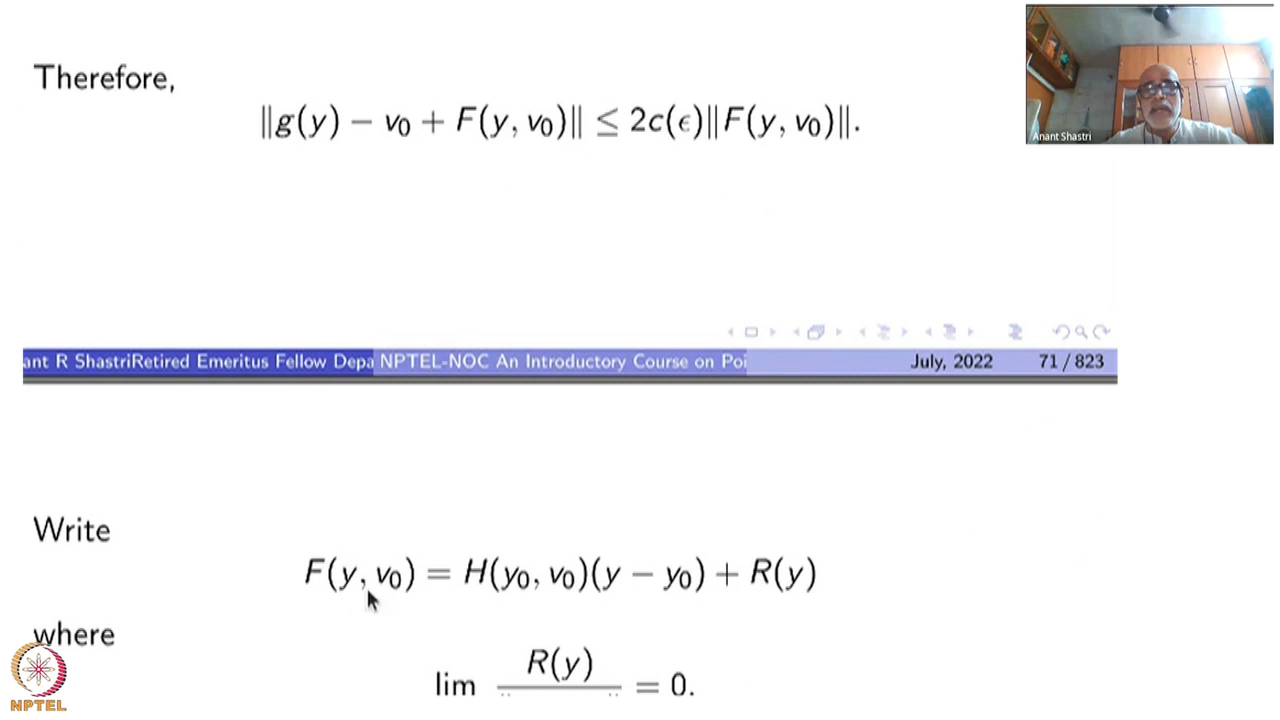 Therefore,
‖g(y) − v₀ + F(y, v₀)‖ ≤ 2c(ϵ)‖F(y, v₀)‖.
Anant Shastri
ant R ShastriRetired Emeritus Fellow Depa NPTEL-NOC An Introductory Course on Poi July, 2022 71 / 823
Write
F(y, v₀) = H(y₀, v₀)(y − y₀) + R(y)
where
R(y)
lim = 0.
NPTEL